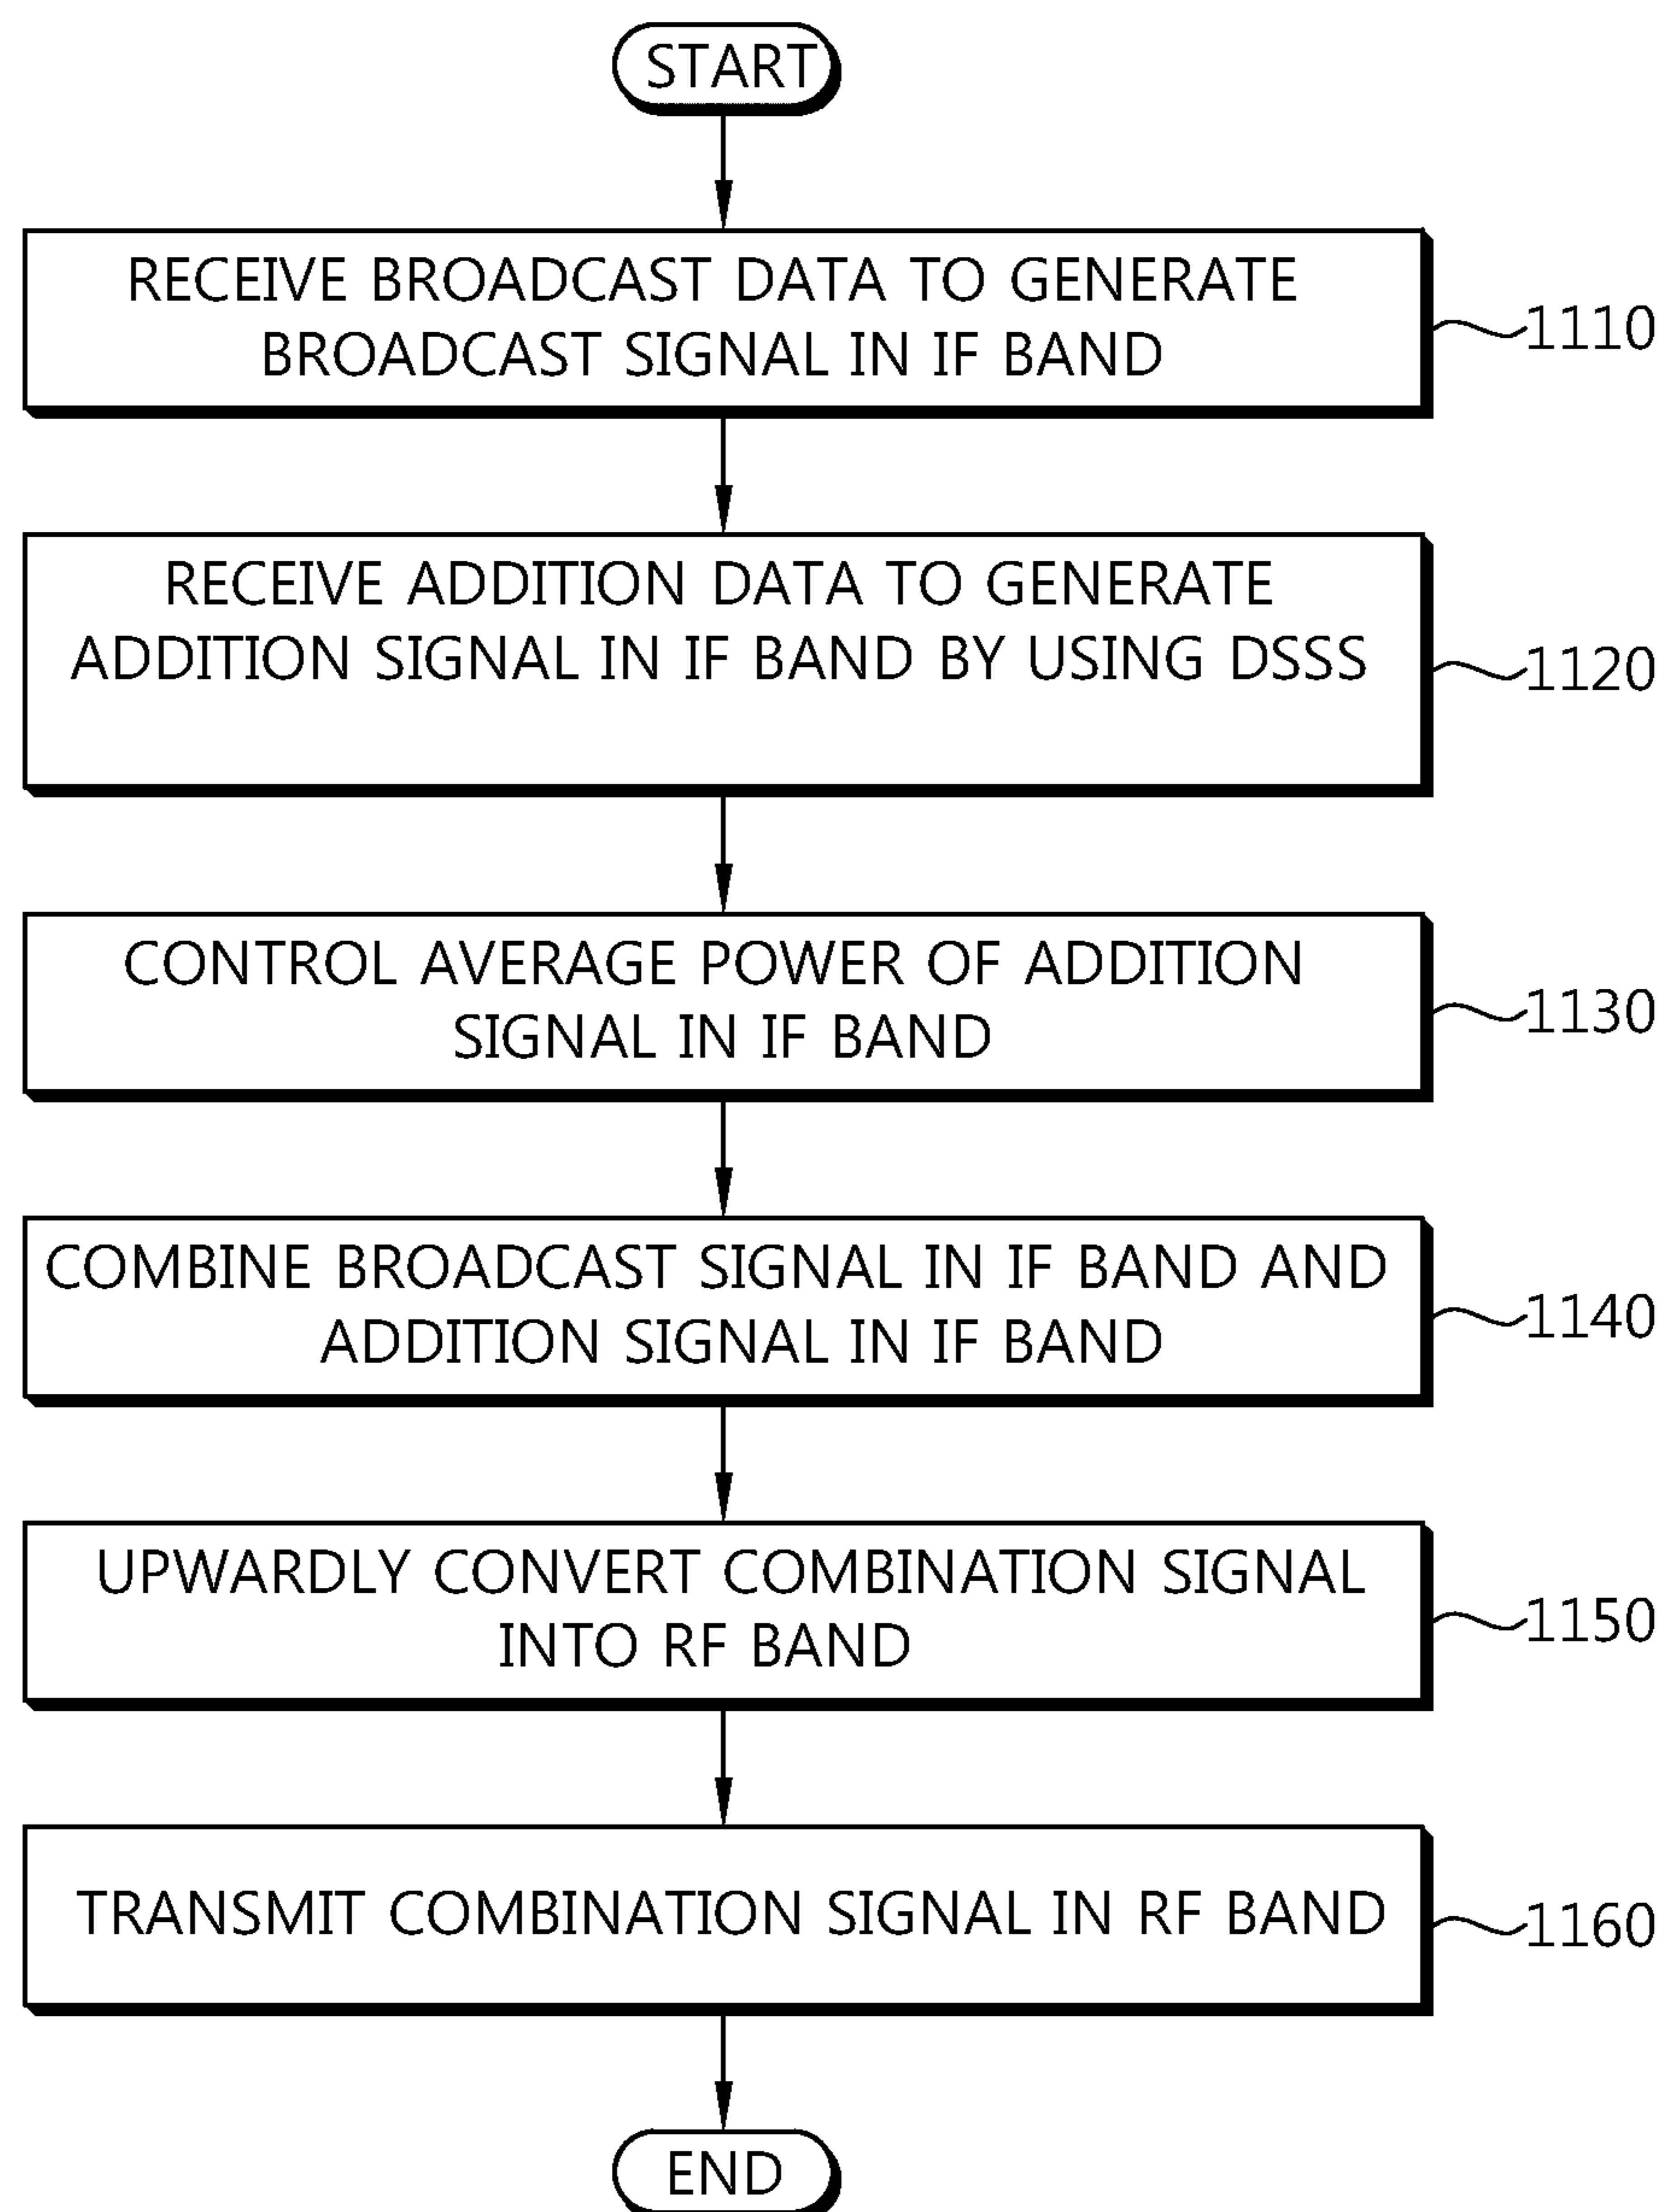 START
RECEIVE BROADCAST DATA TO GENERATE
BROADCAST SIGNAL IN IF BAND
1110
RECEIVE ADDITION DATA TO GENERATE
ADDITION SIGNAL IN IF BAND BY USING DSSS
1120
CONTROL AVERAGE POWER OF ADDITION
SIGNAL IN IF BAND
1130
COMBINE BROADCAST SIGNAL IN IF BAND AND
ADDITION SIGNAL IN IF BAND
1140
UPWARDLY CONVERT COMBINATION SIGNAL
INTO RF BAND
1150
TRANSMIT COMBINATION SIGNAL IN RF BAND
1160
END